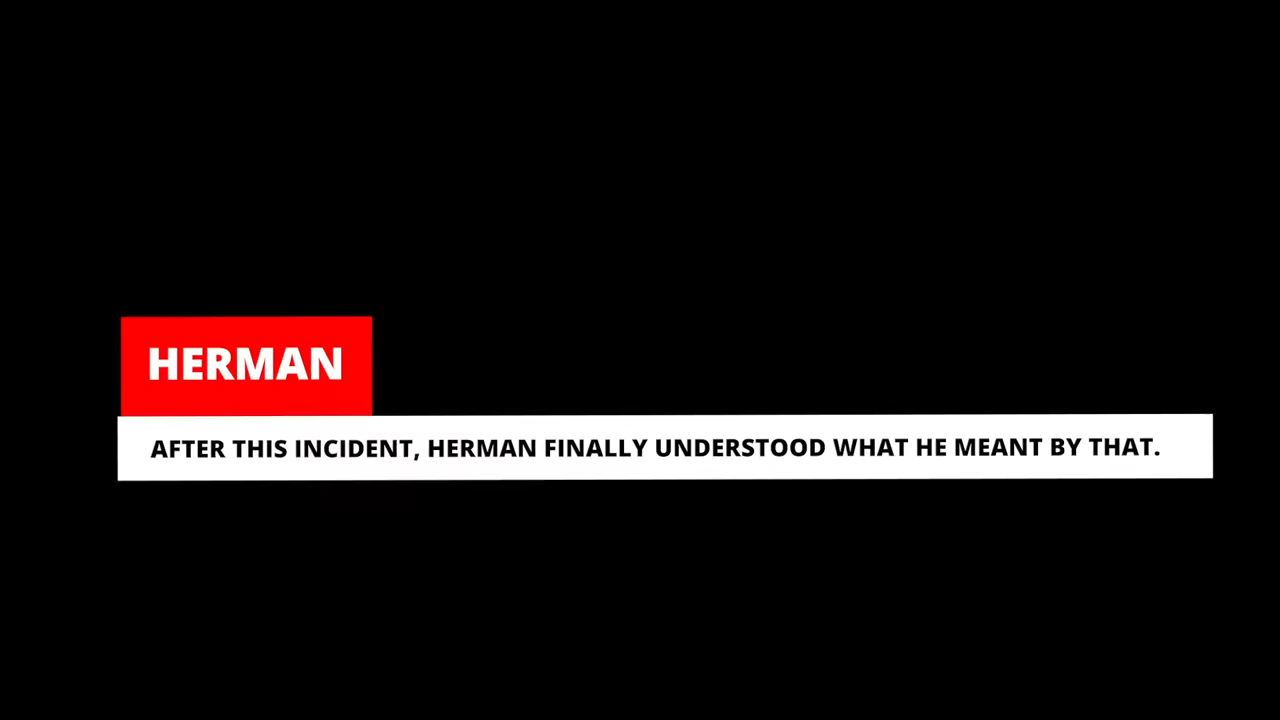 HERMAN
AFTER THIS INCIDENT, HERMAN FINALLY UNDERSTOOD WHAT HE MEANT BY THAT.